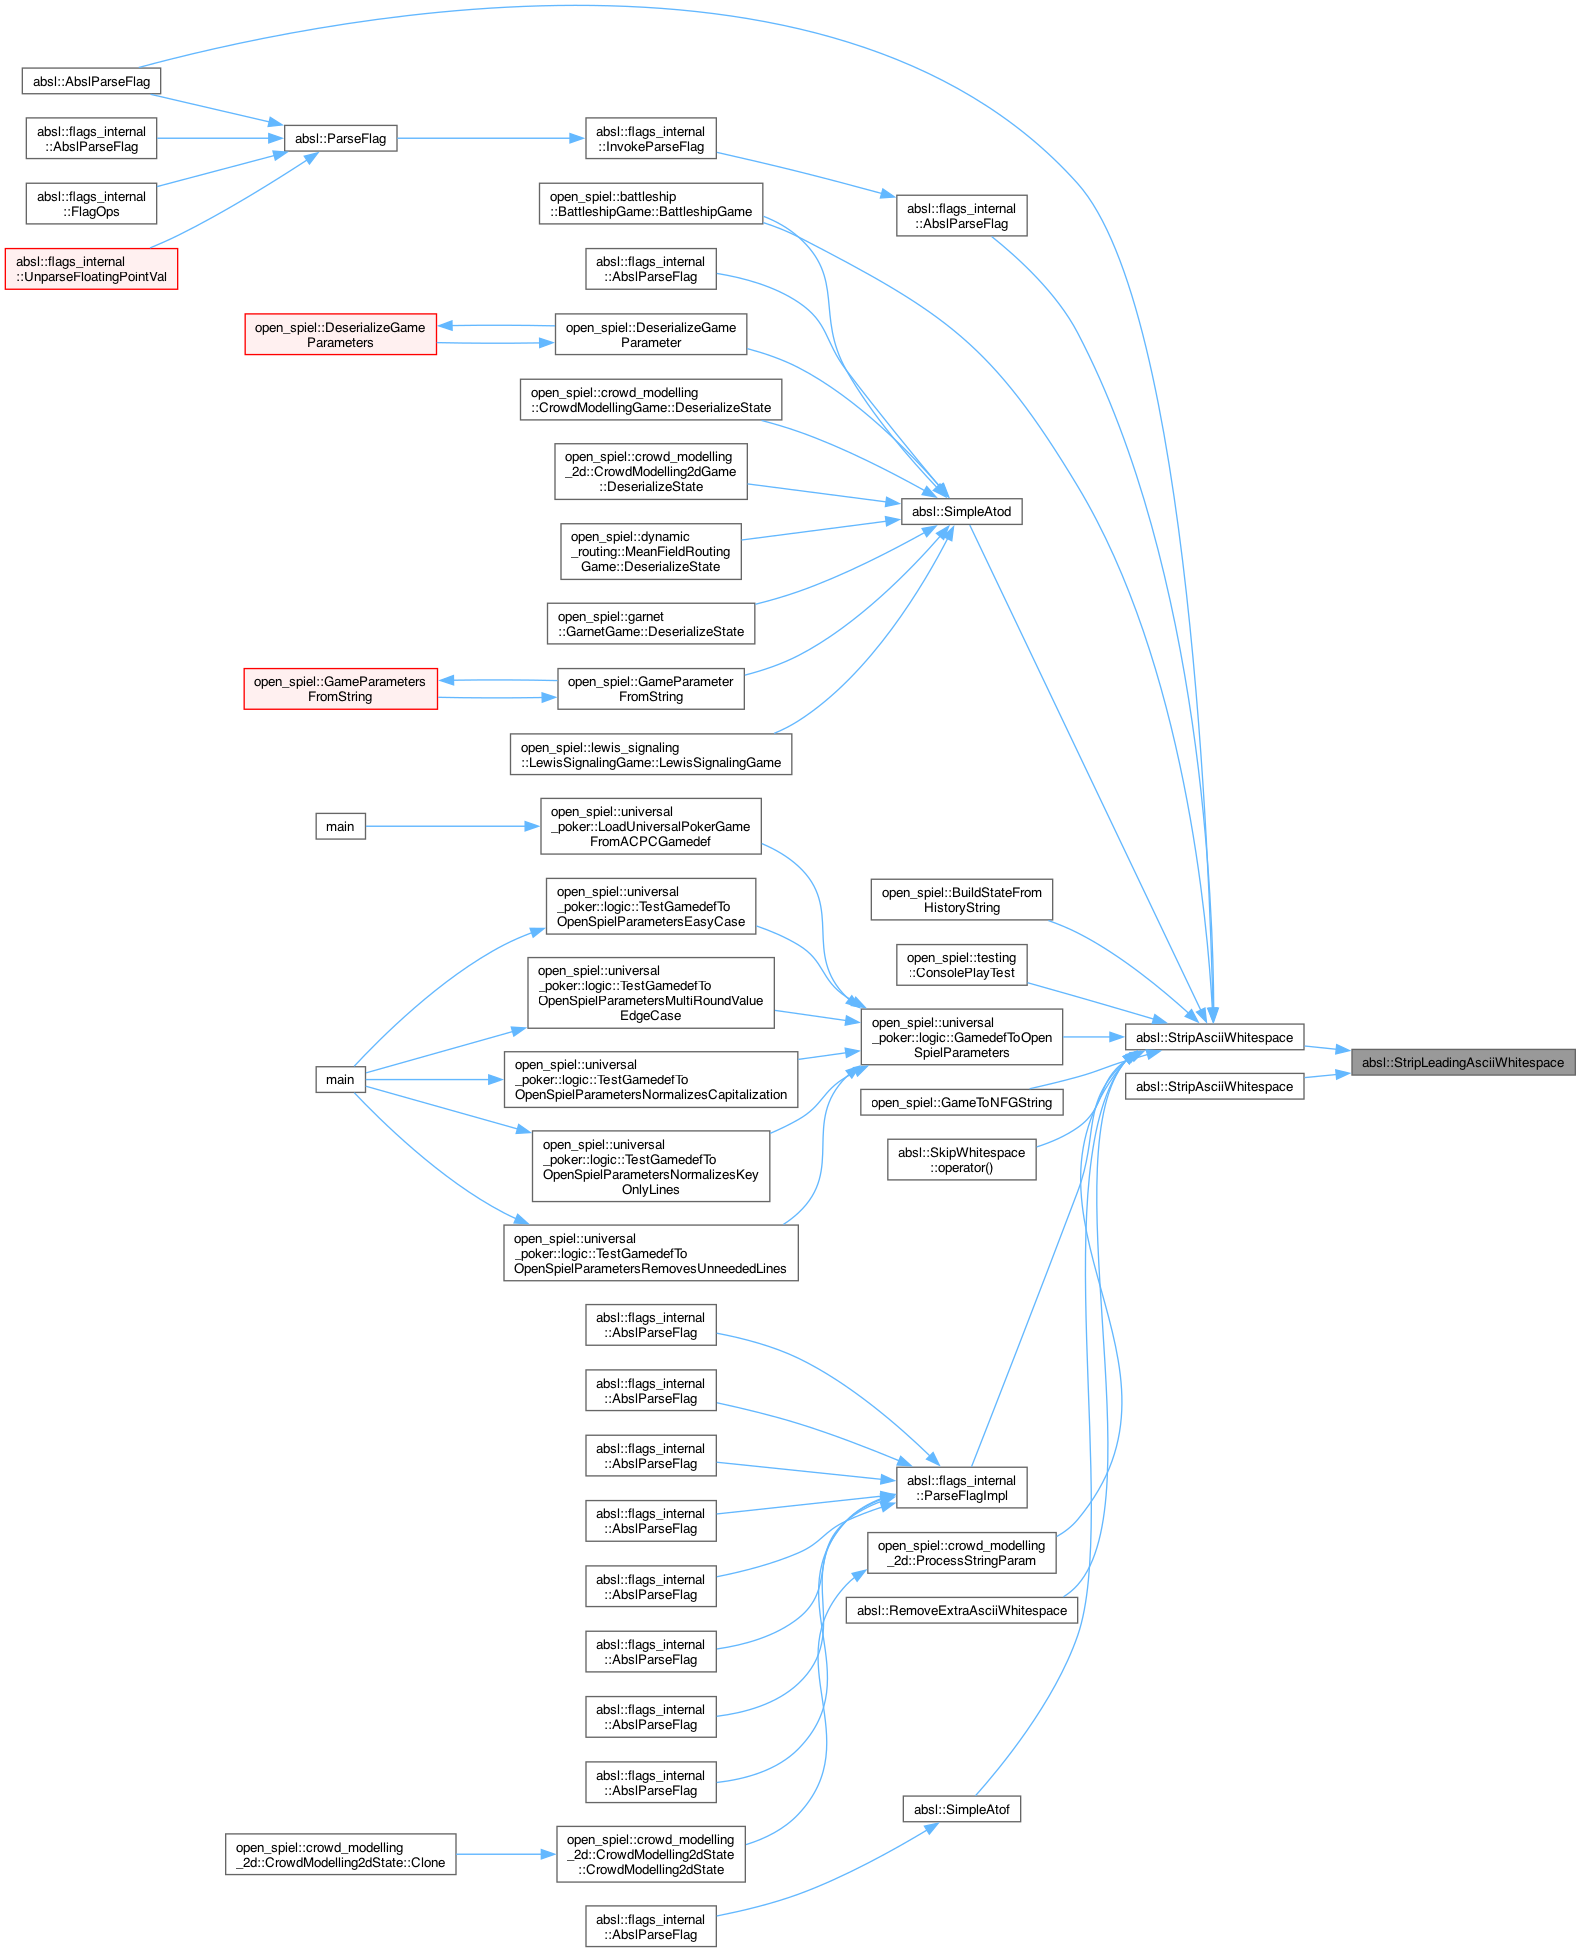 absl::AbslParseFlag
absl::flags_internal
::AbslParseFlag
absl::flags_internal
::FlagOps
absl::flags_internal
::UnparseFloatingPointVal
absl::ParseFlag
absl::flags_internal
::InvokeParseFlag
open_spiel::battleship
::BattleshipGame::BattleshipGame
absl::flags_internal
::AbslParseFlag
absl::flags_internal
::AbslParseFlag
open_spiel::DeserializeGame
Parameters
open_spiel::DeserializeGame
Parameter
open_spiel::crowd_modelling
::CrowdModellingGame::DeserializeState
open_spiel::crowd_modelling
_2d::CrowdModelling2dGame
::DeserializeState
absl::SimpleAtod
open_spiel::dynamic
_routing::MeanFieldRouting
Game::DeserializeState
open_spiel::garnet
::GarnetGame::DeserializeState
open_spiel::GameParameters
FromString
open_spiel::GameParameter
FromString
open_spiel::lewis_signaling
::LewisSignalingGame::LewisSignalingGame
main
open_spiel::universal
_poker::LoadUniversalPokerGame
FromACPCGamedef
open_spiel::universal
_poker::logic::TestGamedefTo
OpenSpielParametersEasyCase
open_spiel::BuildStateFrom
HistoryString
open_spiel::testing
::ConsolePlayTest
open_spiel::universal
_poker::logic::TestGamedefTo
OpenSpielParametersMultiRoundValue
EdgeCase
open_spiel::universal
_poker::logic::GamedefToOpen
SpielParameters
absl::StripAsciiWhitespace
absl::StripLeadingAsciiWhitespace
absl::StripAsciiWhitespace
main
open_spiel::universal
_poker::logic::TestGamedefTo
OpenSpielParametersNormalizesCapitalization
open_spiel::GameToNFGString
absl::SkipWhitespace
::operator()
open_spiel::universal
_poker::logic::TestGamedefTo
OpenSpielParametersNormalizesKey
OnlyLines
open_spiel::universal
_poker::logic::TestGamedefTo
OpenSpielParametersRemovesUnneededLines
absl::flags_internal
::AbslParseFlag
absl::flags_internal
::AbslParseFlag
absl::flags_internal
::AbslParseFlag
absl::flags_internal
::ParseFlagImpl
absl::flags_internal
::AbslParseFlag
open_spiel::crowd_modelling
_2d::ProcessStringParam
absl::flags_internal
::AbslParseFlag
absl::RemoveExtraAsciiWhitespace
absl::flags_internal
::AbslParseFlag
absl::flags_internal
::AbslParseFlag
absl::flags_internal
::AbslParseFlag
absl::SimpleAtof
open_spiel::crowd_modelling
_2d::CrowdModelling2dState::Clone
open_spiel::crowd_modelling
_2d::CrowdModelling2dState
::CrowdModelling2dState
absl::flags_internal
::AbslParseFlag